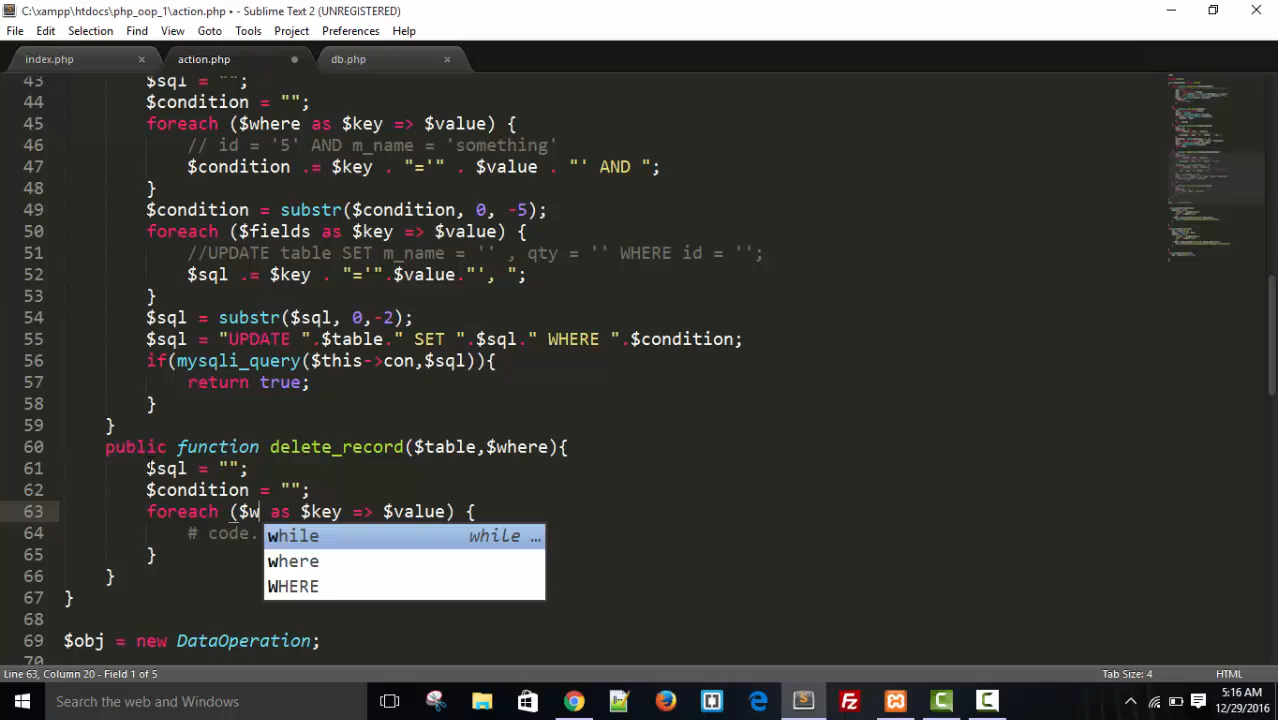 C:\xampp\htdocs\php_oop_1\action.php • - Sublime Text 2 (UNREGISTERED)
File Edit Selection Find View Goto Tools Project Preferences Help
index.php × action.php db.php ×
43 $sql = "";
44 $condition = "";
45 foreach ($where as $key => $value) {
46 // id = '5' AND m_name = 'something'
47 $condition .= $key . "='" . $value . "' AND ";
48 }
49 $condition = substr($condition, 0, -5);
50 foreach ($fields as $key => $value) {
51 //UPDATE table SET m_name = '' , qty = '' WHERE id = '';
52 $sql .= $key . "='".$value."', ";
53 }
54 $sql = substr($sql, 0,-2);
55 $sql = "UPDATE ".$table." SET ".$sql." WHERE ".$condition;
56 if(mysqli_query($this->con,$sql)){
57 return true;
58 }
59 }
60 public function delete_record($table,$where){
61 $sql = "";
62 $condition = "";
63 foreach ($w as $key => $value) {
64 # code.
while while …
65 }
where
66 }
WHERE
67 }
68
69 $obj = new DataOperation;
70
Line 63, Column 20 - Field 1 of 5 Tab Size: 4 HTML
Search the web and Windows
5:16 AM
12/29/2016